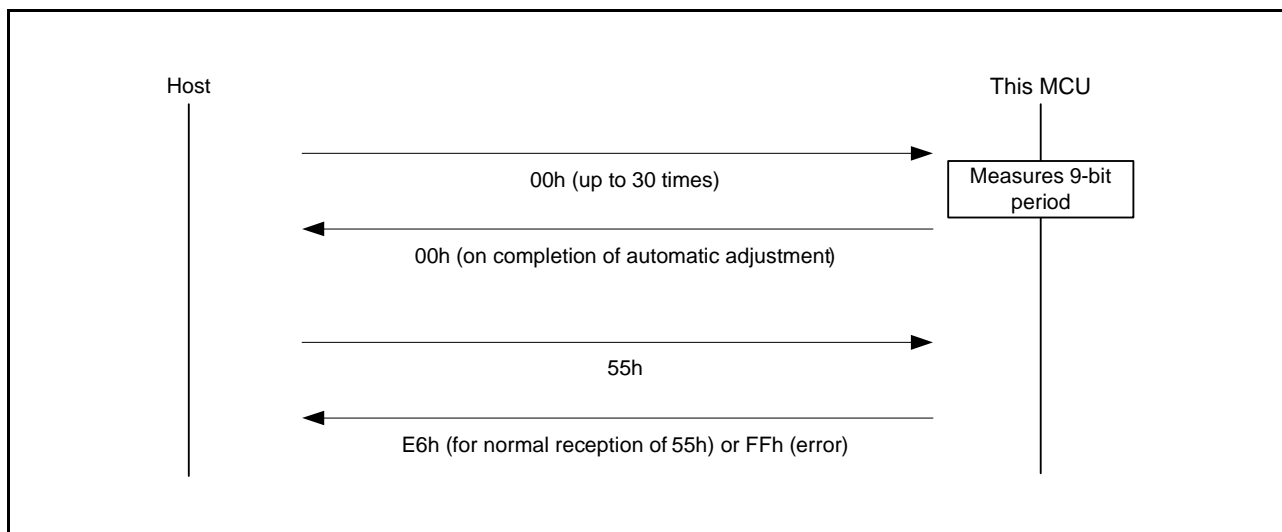 Host
This MCU
00h (up to 30 times)
Measures 9-bit
period
00h (on completion of automatic adjustment)
55h
E6h (for normal reception of 55h) or FFh (error)